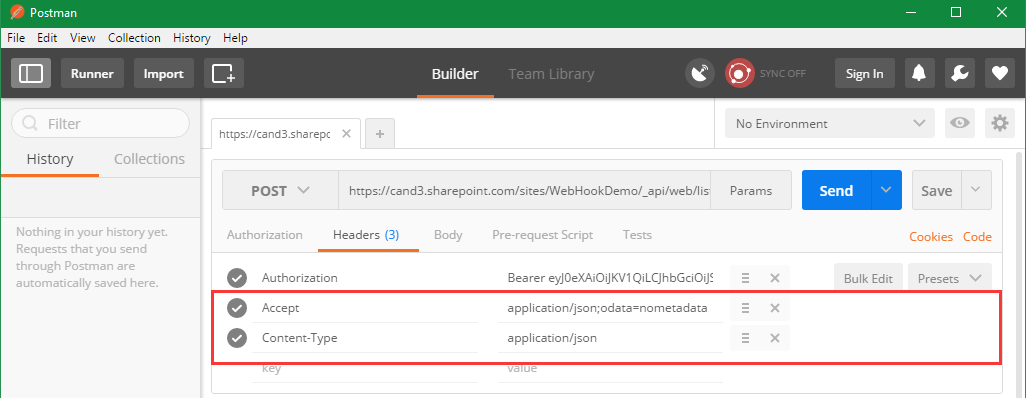 Postman
File Edit View Collection History Help
Runner Import Builder Team Library SYNC OFF Sign In
Filter
History Collections
Nothing in your history yet.
Requests that you send
through Postman are
automatically saved here.
https://cand3.sharepc
No Environment
POST https://cand3.sharepoint.com/sites/WebHookDemo/_api/web/list Params Send Save
Authorization Headers (3) Body Pre-request Script Tests Cookies Code
Authorization Bearer eyJ0eXAiOiJKV1QiLCJhbGciOiJS Bulk Edit Presets
Accept application/json;odata=nometadata
Content-Type application/json
key value